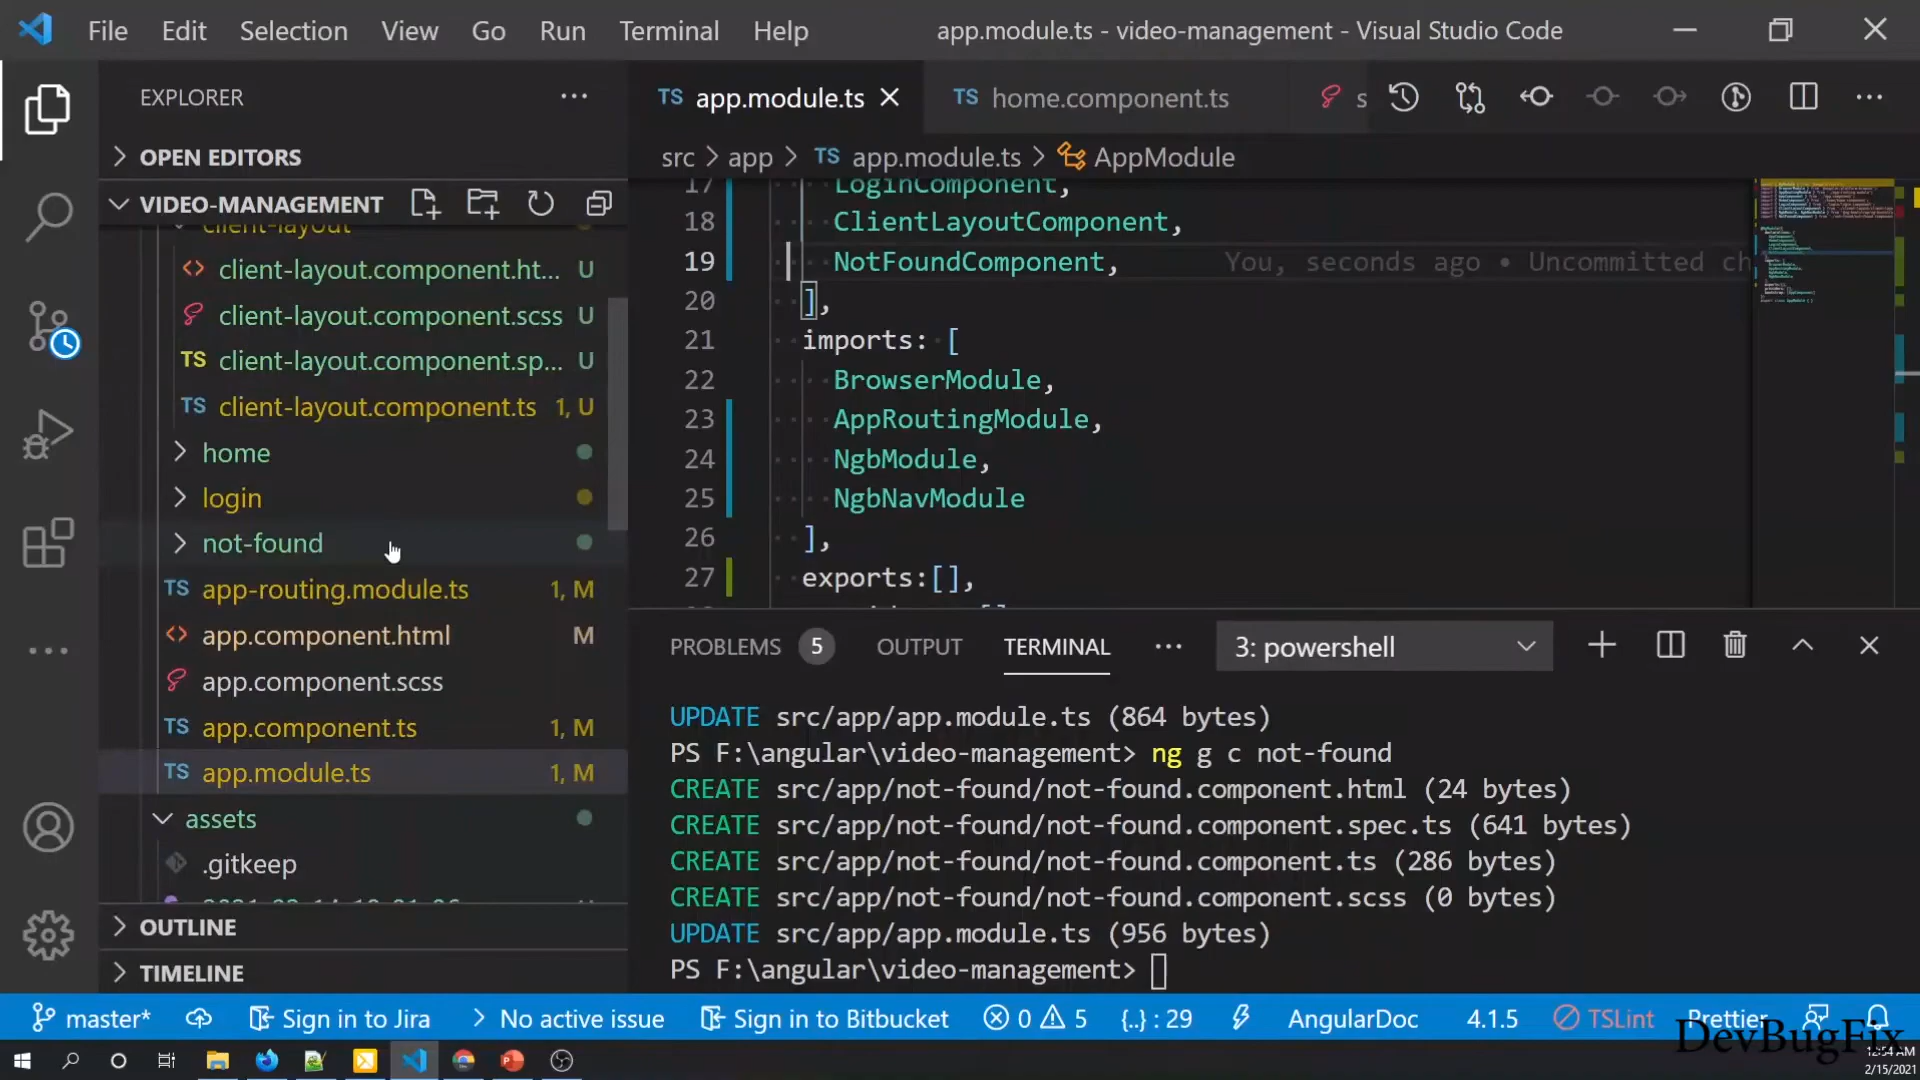 File Edit Selection View Go Run Terminal Help app.module.ts - video-management - Visual Studio Code
EXPLORER
OPEN EDITORS
VIDEO-MANAGEMENT
client-layout
client-layout.component.ht... U
client-layout.component.scss U
TS client-layout.component.sp... U
TS client-layout.component.ts 1, U
home
login
not-found
TS app-routing.module.ts 1, M
app.component.html M
app.component.scss
TS app.component.ts 1, M
TS app.module.ts 1, M
assets
.gitkeep
OUTLINE
TIMELINE
TS app.module.ts
TS home.component.ts
s
src > app > TS app.module.ts > AppModule
17 LoginComponent,
18 ClientLayoutComponent,
19 NotFoundComponent, You, seconds ago • Uncommitted ch
20 ],
21 imports: [
22 BrowserModule,
23 AppRoutingModule,
24 NgbModule,
25 NgbNavModule
26 ],
27 exports:[],
PROBLEMS 5 OUTPUT TERMINAL 3: powershell
UPDATE src/app/app.module.ts (864 bytes)
PS F:\angular\video-management> ng g c not-found
CREATE src/app/not-found/not-found.component.html (24 bytes)
CREATE src/app/not-found/not-found.component.spec.ts (641 bytes)
CREATE src/app/not-found/not-found.component.ts (286 bytes)
CREATE src/app/not-found/not-found.component.scss (0 bytes)
UPDATE src/app/app.module.ts (956 bytes)
PS F:\angular\video-management>
master* Sign in to Jira No active issue Sign in to Bitbucket 0 5 {..} : 29 AngularDoc 4.1.5 TSLint Prettier
DevBugFix
12:54 AM
2/15/2021